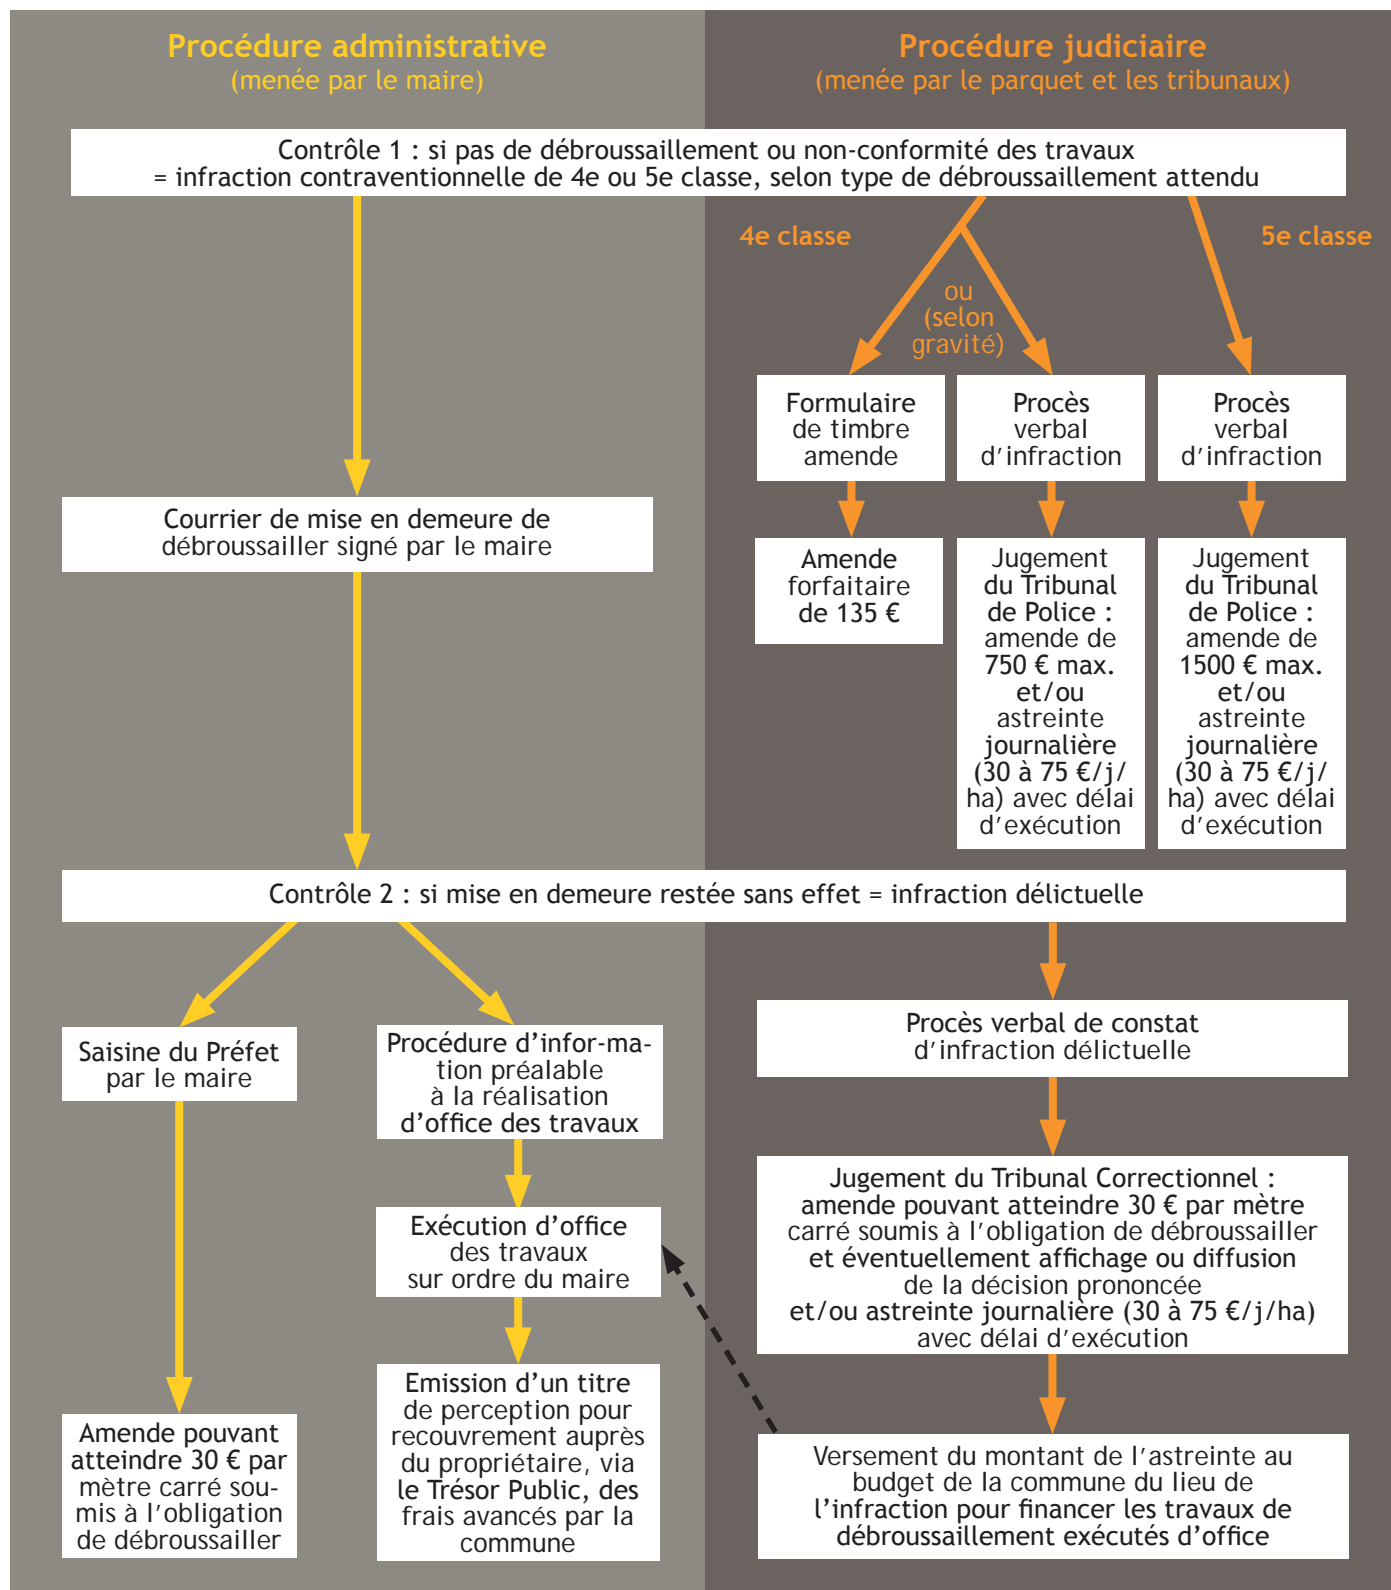 Procédure administrative
(menée par le maire)
Procédure judiciaire
(menée par le parquet et les tribunaux)
Contrôle 1 : si pas de débroussaillement ou non-conformité des travaux
= infraction contraventionnelle de 4e ou 5e classe, selon type de débroussaillement attendu
4e classe
5e classe
ou
(selon
gravité)
Formulaire
de timbre
amende
Procès
verbal
d'infraction
Procès
verbal
d'infraction
Courrier de mise en demeure de
débroussailler signé par le maire
Amende
forfaitaire
de 135 €
Jugement
du Tribunal
de Police :
amende de
750 € max.
et/ou
astreinte
journalière
(30 à 75 €/j/
ha) avec délai
d'exécution
Jugement
du Tribunal
de Police :
amende de
1500 € max.
et/ou
astreinte
journalière
(30 à 75 €/j/
ha) avec délai
d'exécution
Contrôle 2 : si mise en demeure restée sans effet = infraction délictuelle
Saisine du Préfet
par le maire
Procédure d'infor-ma-
tion préalable
à la réalisation
d'office des travaux
Procès verbal de constat
d'infraction délictuelle
Exécution d'office
des travaux
sur ordre du maire
Jugement du Tribunal Correctionnel :
amende pouvant atteindre 30 € par mètre
carré soumis à l'obligation de débroussailler
et éventuellement affichage ou diffusion
de la décision prononcée
et/ou astreinte journalière (30 à 75 €/j/ha)
avec délai d'exécution
Amende pouvant
atteindre 30 € par
mètre carré sou-
mis à l'obligation
de débroussailler
Emission d'un titre
de perception pour
recouvrement auprès
du propriétaire, via
le Trésor Public, des
frais avancés par la
commune
Versement du montant de l'astreinte au
budget de la commune du lieu de
l'infraction pour financer les travaux de
débroussaillement exécutés d'office